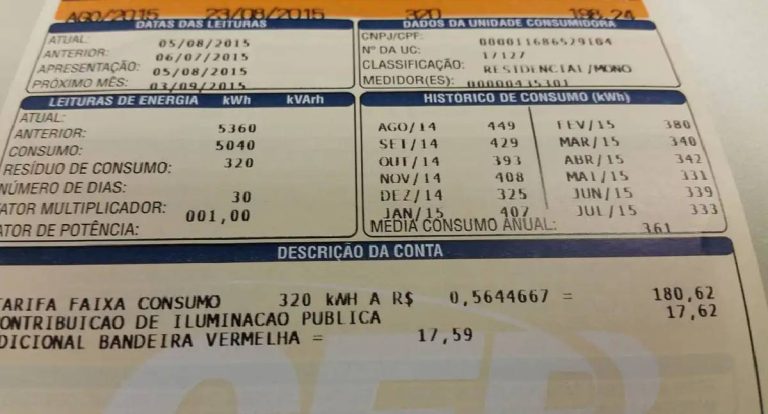 AGO/2015 23/08/2015 320 198,24
DATAS DAS LEITURAS
ATUAL: 05/08/2015
ANTERIOR: 06/07/2015
APRESENTAÇÃO: 05/08/2015
PRÓXIMO MÊS: 03/09/2015
DADOS DA UNIDADE CONSUMIDORA
CNPJ/CPF: 000011686529104
Nº DA UC: 17127
CLASSIFICAÇÃO: RESIDENCIAL/MONO
MEDIDOR(ES): 00000435301
LEITURAS DE ENERGIA kWh kVArh
ATUAL: 5360
ANTERIOR: 5040
CONSUMO: 320
RESÍDUO DE CONSUMO:
NÚMERO DE DIAS: 30
ATOR MULTIPLICADOR: 001,00
ATOR DE POTÊNCIA:
HISTÓRICO DE CONSUMO (kWh)
AGO/14 449 FEV/15 380
SET/14 429 MAR/15 340
OUT/14 393 ABR/15 342
NOV/14 408 MAI/15 331
DEZ/14 325 JUN/15 339
JAN/15 407 JUL/15 333
MEDIA CONSUMO ANUAL: 361
DESCRIÇÃO DA CONTA
TARIFA FAIXA CONSUMO 320 kWH A R$ 0,5644667 = 180,62
CONTRIBUICAO DE ILUMINACAO PUBLICA 17,62
ADICIONAL BANDEIRA VERMELHA = 17,59